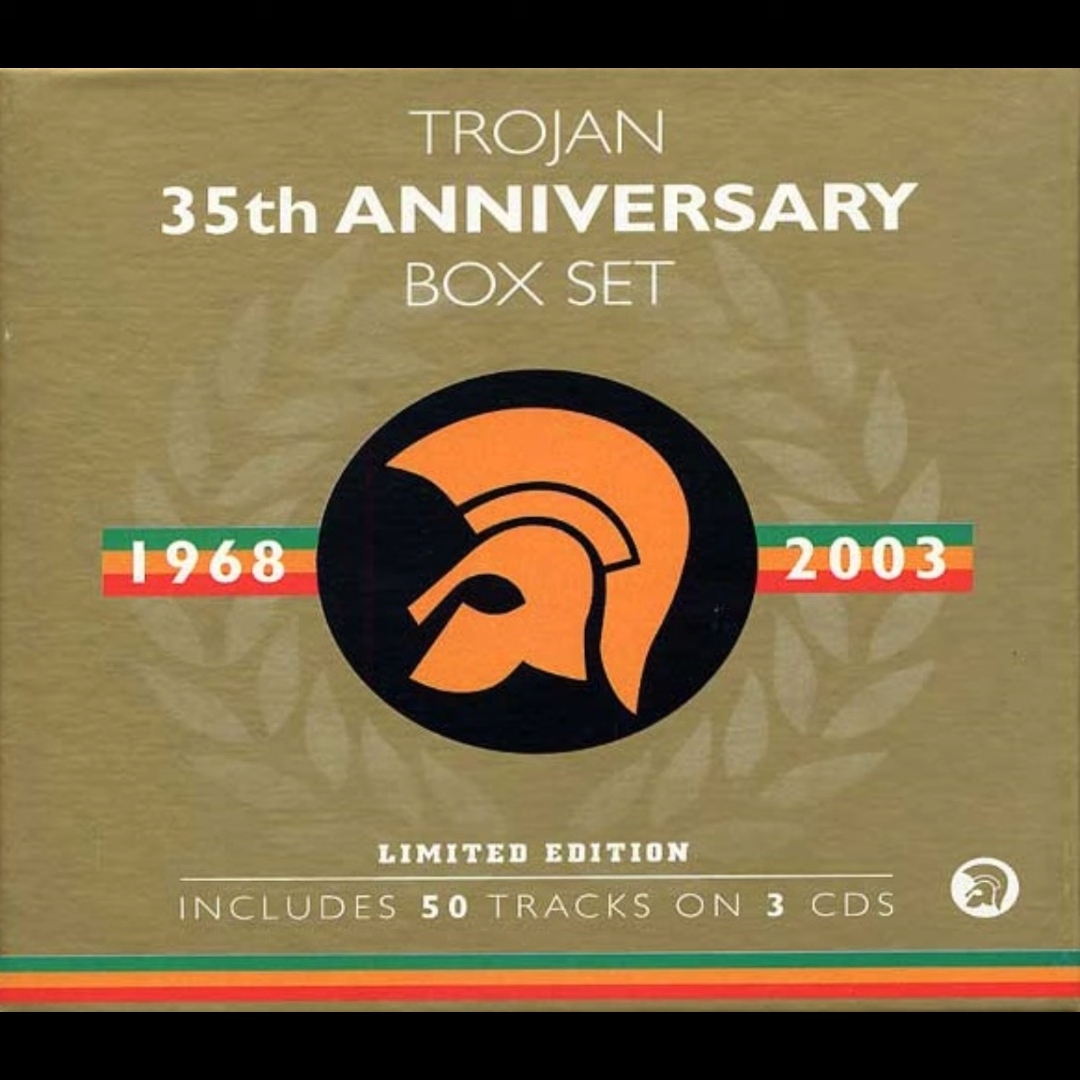 TROJAN
35th ANNIVERSARY
BOX SET
1968
2003
LIMITED EDITION
INCLUDES 50 TRACKS ON 3 CDS